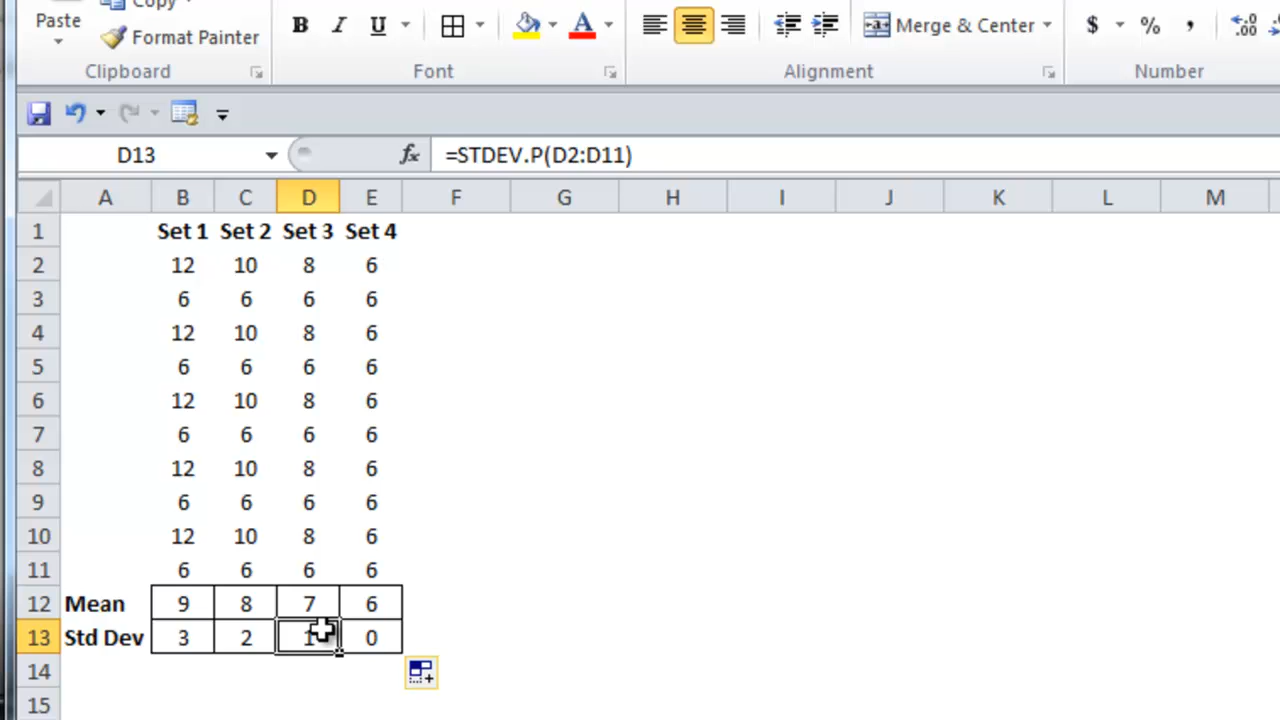 Copy
Paste
Format Painter
B I U A
Merge & Center
$ % , .00
Clipboard Font Alignment Number
D13 fx =STDEV.P(D2:D11)
A B C D E F G H I J K L M
1 Set 1 Set 2 Set 3 Set 4
2 12 10 8 6
3 6 6 6 6
4 12 10 8 6
5 6 6 6 6
6 12 10 8 6
7 6 6 6 6
8 12 10 8 6
9 6 6 6 6
10 12 10 8 6
11 6 6 6 6
12 Mean 9 8 7 6
13 Std Dev 3 2 1 0
14
15